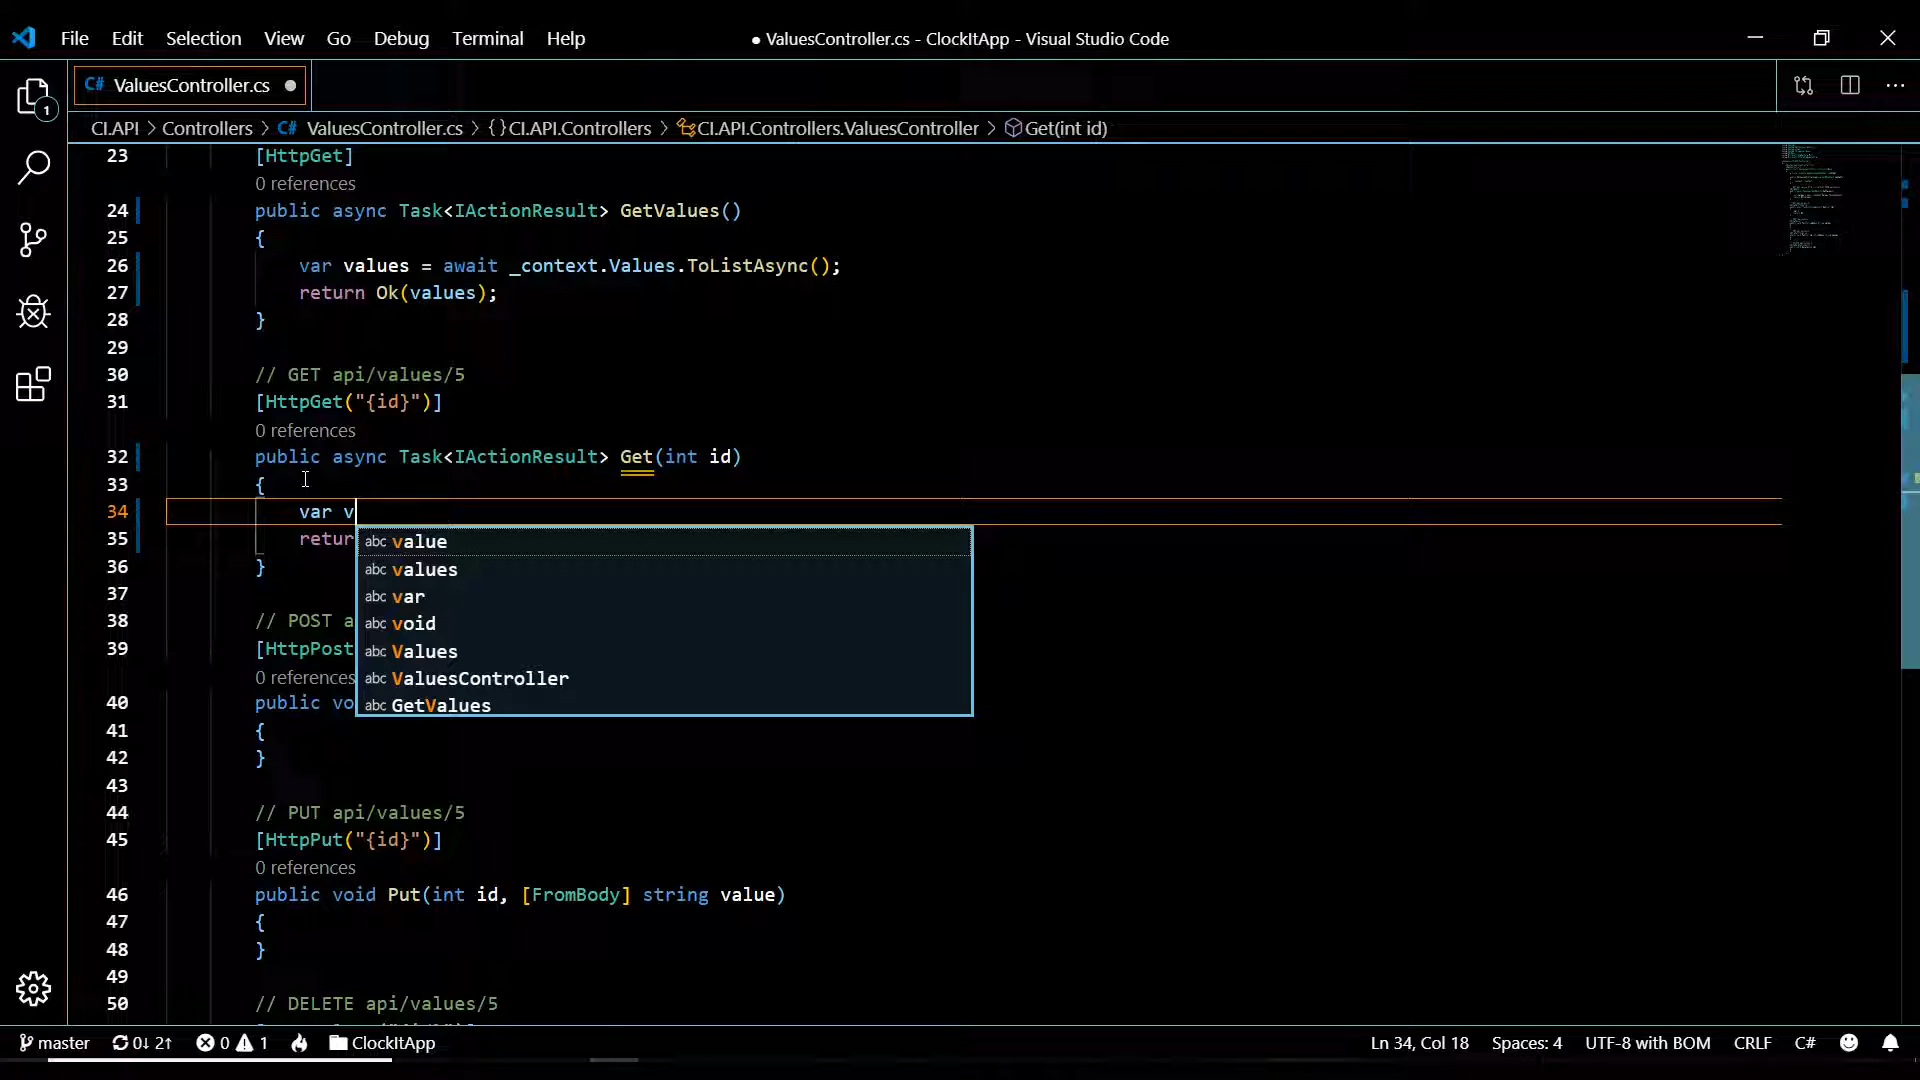 File Edit Selection View Go Debug Terminal Help
● ValuesController.cs - ClockItApp - Visual Studio Code
C# ValuesController.cs ●
1
CI.API > Controllers > C# ValuesController.cs > {} CI.API.Controllers > CI.API.Controllers.ValuesController > Get(int id)
23 [HttpGet]
0 references
24 public async Task<IActionResult> GetValues()
25 {
26 var values = await _context.Values.ToListAsync();
27 return Ok(values);
28 }
29
30 // GET api/values/5
31 [HttpGet("{id}")]
0 references
32 public async Task<IActionResult> Get(int id)
33 {
34 var v
35 retur
abc value
abc values
abc var
abc void
abc Values
abc ValuesController
abc GetValues
36 }
37
38 // POST a
39 [HttpPost
0 references
40 public vo
41 {
42 }
43
44 // PUT api/values/5
45 [HttpPut("{id}")]
0 references
46 public void Put(int id, [FromBody] string value)
47 {
48 }
49
50 // DELETE api/values/5
master 0↓ 2↑ 0 1 ClockItApp
Ln 34, Col 18 Spaces: 4 UTF-8 with BOM CRLF C#